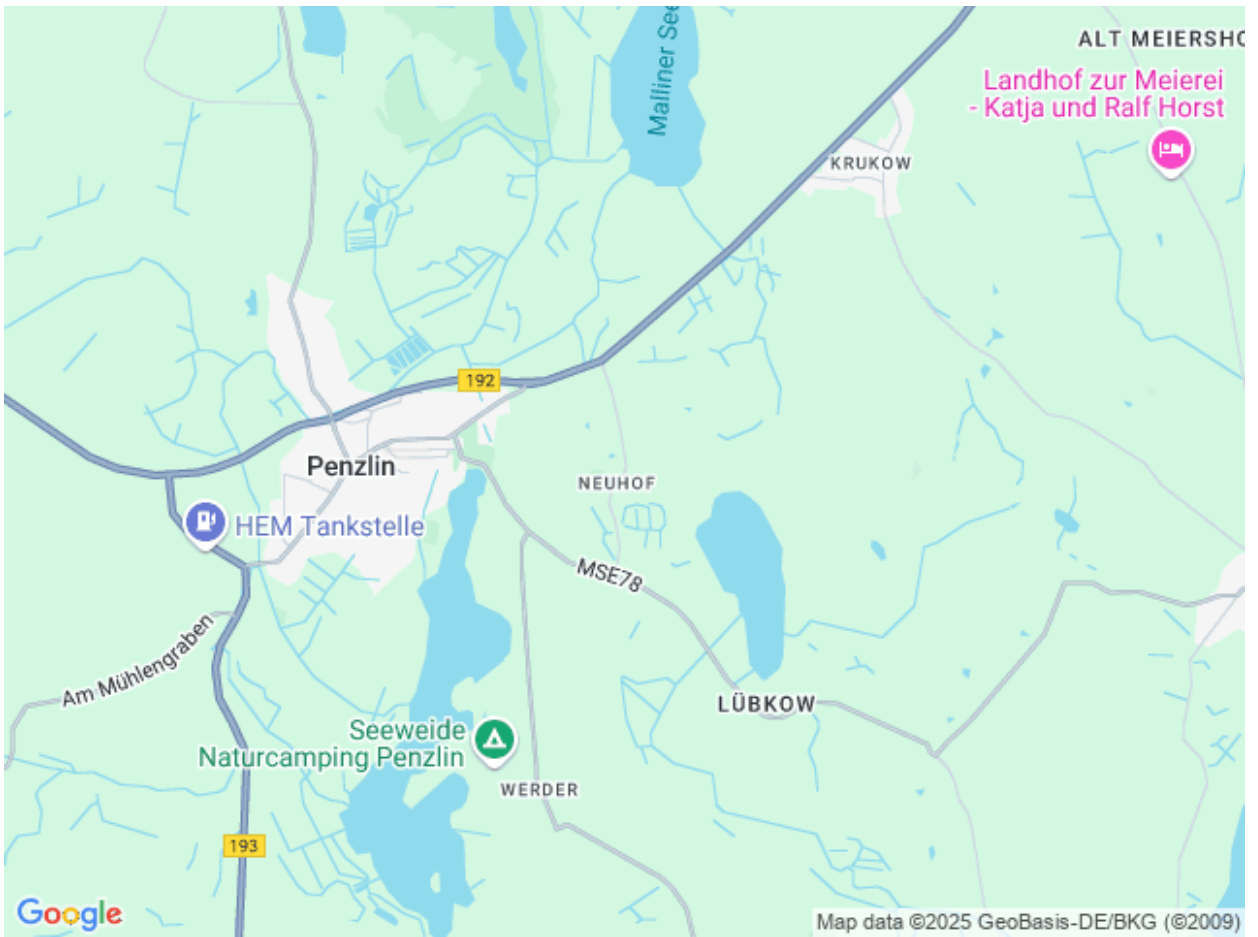 Malliner See
ALT MEIERSHO
Landhof zur Meierei
- Katja und Ralf Horst
KRUKOW
192
Penzlin
NEUHOF
HEM Tankstelle
MSE78
Am Mühlengraben
LÜBKOW
Seeweide
Naturcamping Penzlin
WERDER
193
Google
Map data ©2025 GeoBasis-DE/BKG (©2009)